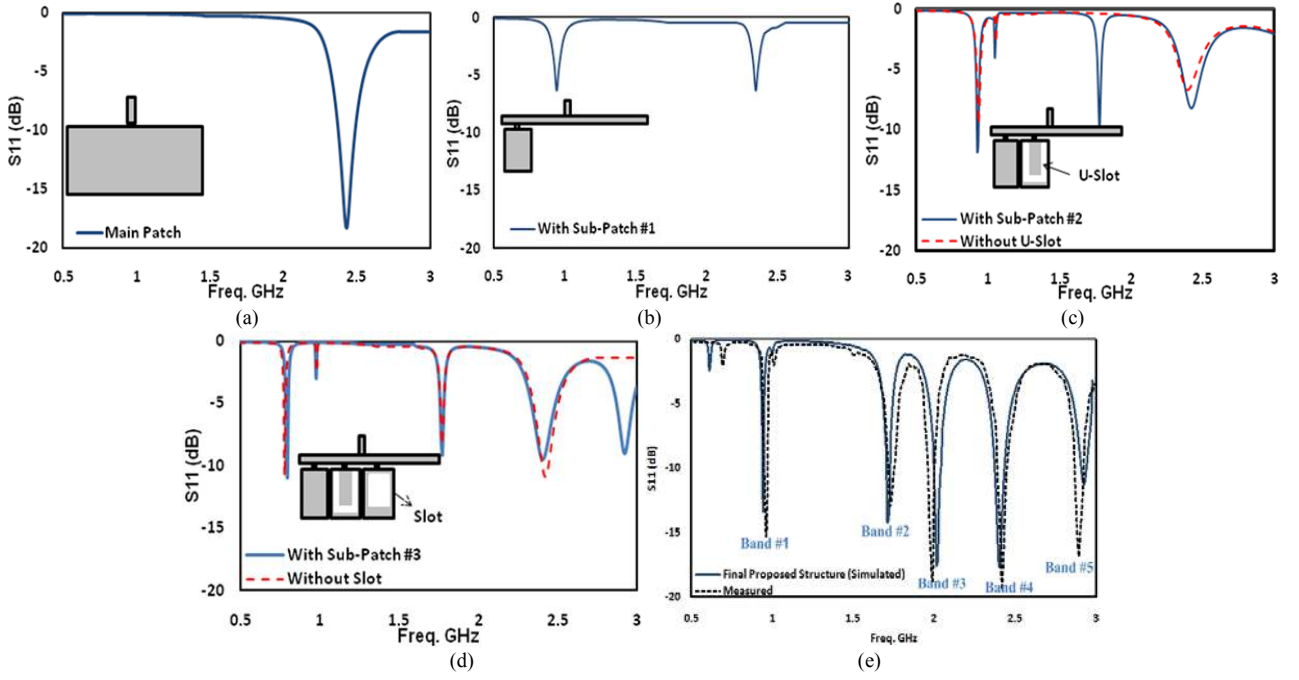 0
-5
-10
-15
-20
S11 (dB)
Main Patch
0.5 1 1.5 2 2.5 3
Freq. GHz
(a)
0
-5
-10
-15
-20
S11 (dB)
With Sub-Patch #1
0.5 1 1.5 2 2.5 3
Freq. GHz
(b)
0
-5
-10
-15
-20
S11 (dB)
U-Slot
With Sub-Patch #2
Without U-Slot
0.5 1 1.5 2 2.5 3
Freq. GHz
(c)
0
-5
-10
-15
-20
S11 (dB)
Slot
With Sub-Patch #3
Without Slot
0.5 1 1.5 2 2.5 3
Freq. GHz
(d)
0
-5
-10
-15
-20
S11 (dB)
Band #1
Band #2
Band #3
Band #4
Band #5
Final Proposed Structure (Simulated)
Measured
0.5 1 1.5 2 2.5 3
Freq. GHz
(e)